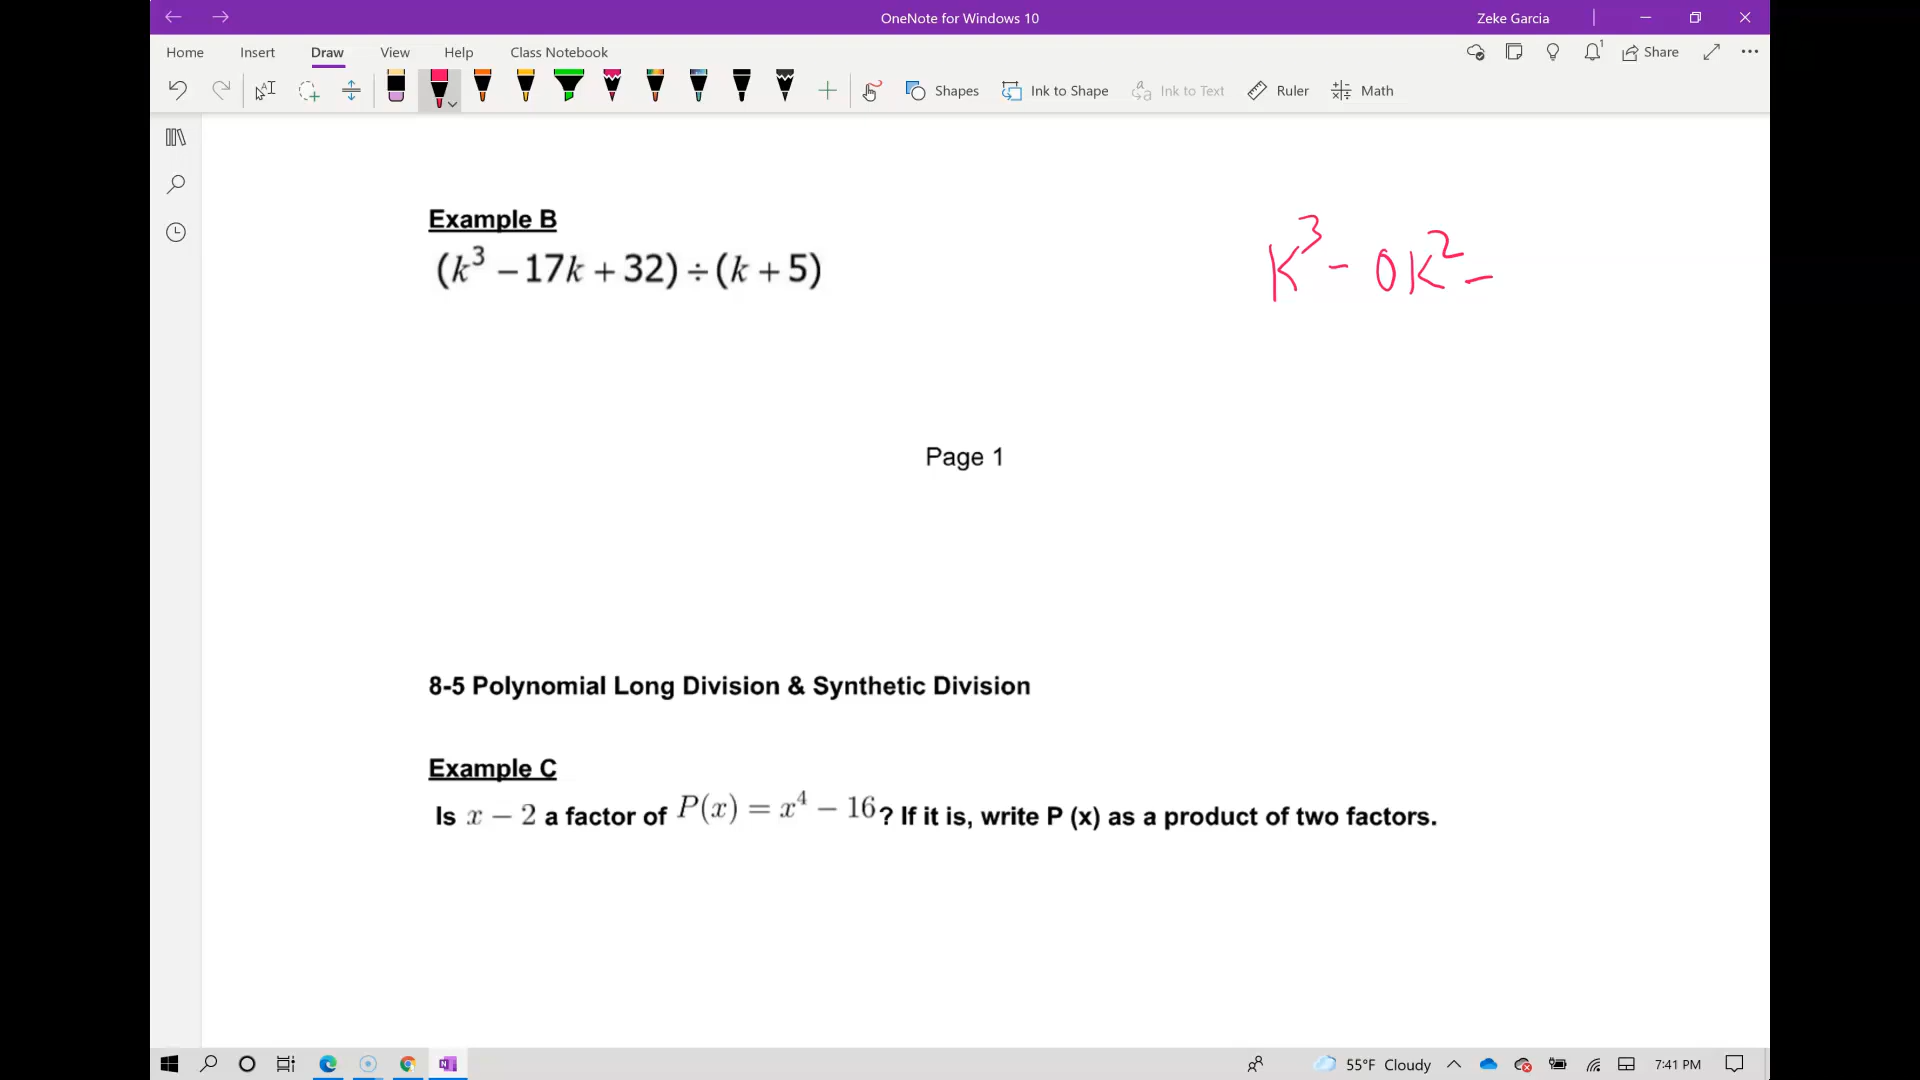 OneNote for Windows 10
Zeke Garcia
Home Insert Draw View Help Class Notebook
Share
Shapes Ink to Shape Ink to Text Ruler Math
Example B
(k³ − 17k + 32) ÷ (k + 5)
K³ - 0K² -
Page 1
8-5 Polynomial Long Division & Synthetic Division
Example C
Is x − 2 a factor of P(x) = x⁴ − 16? If it is, write P (x) as a product of two factors.
55°F Cloudy
7:41 PM